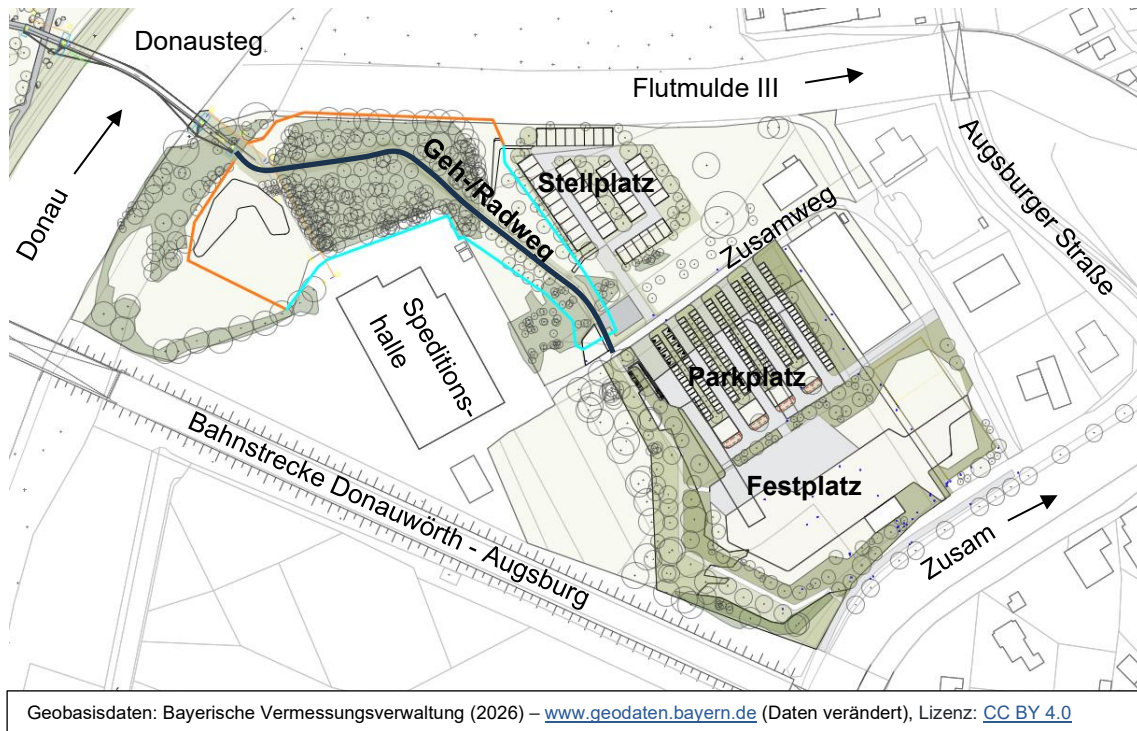 Donausteg
Flutmulde III
Donau
Geh-/Radweg
Stellplatz
Zusamweg
Augsburger Straße
Speditions-
halle
Parkplatz
Bahnstrecke Donauwörth - Augsburg
Festplatz
Zusam
Geobasisdaten: Bayerische Vermessungsverwaltung (2026) – www.geodaten.bayern.de (Daten verändert), Lizenz: CC BY 4.0